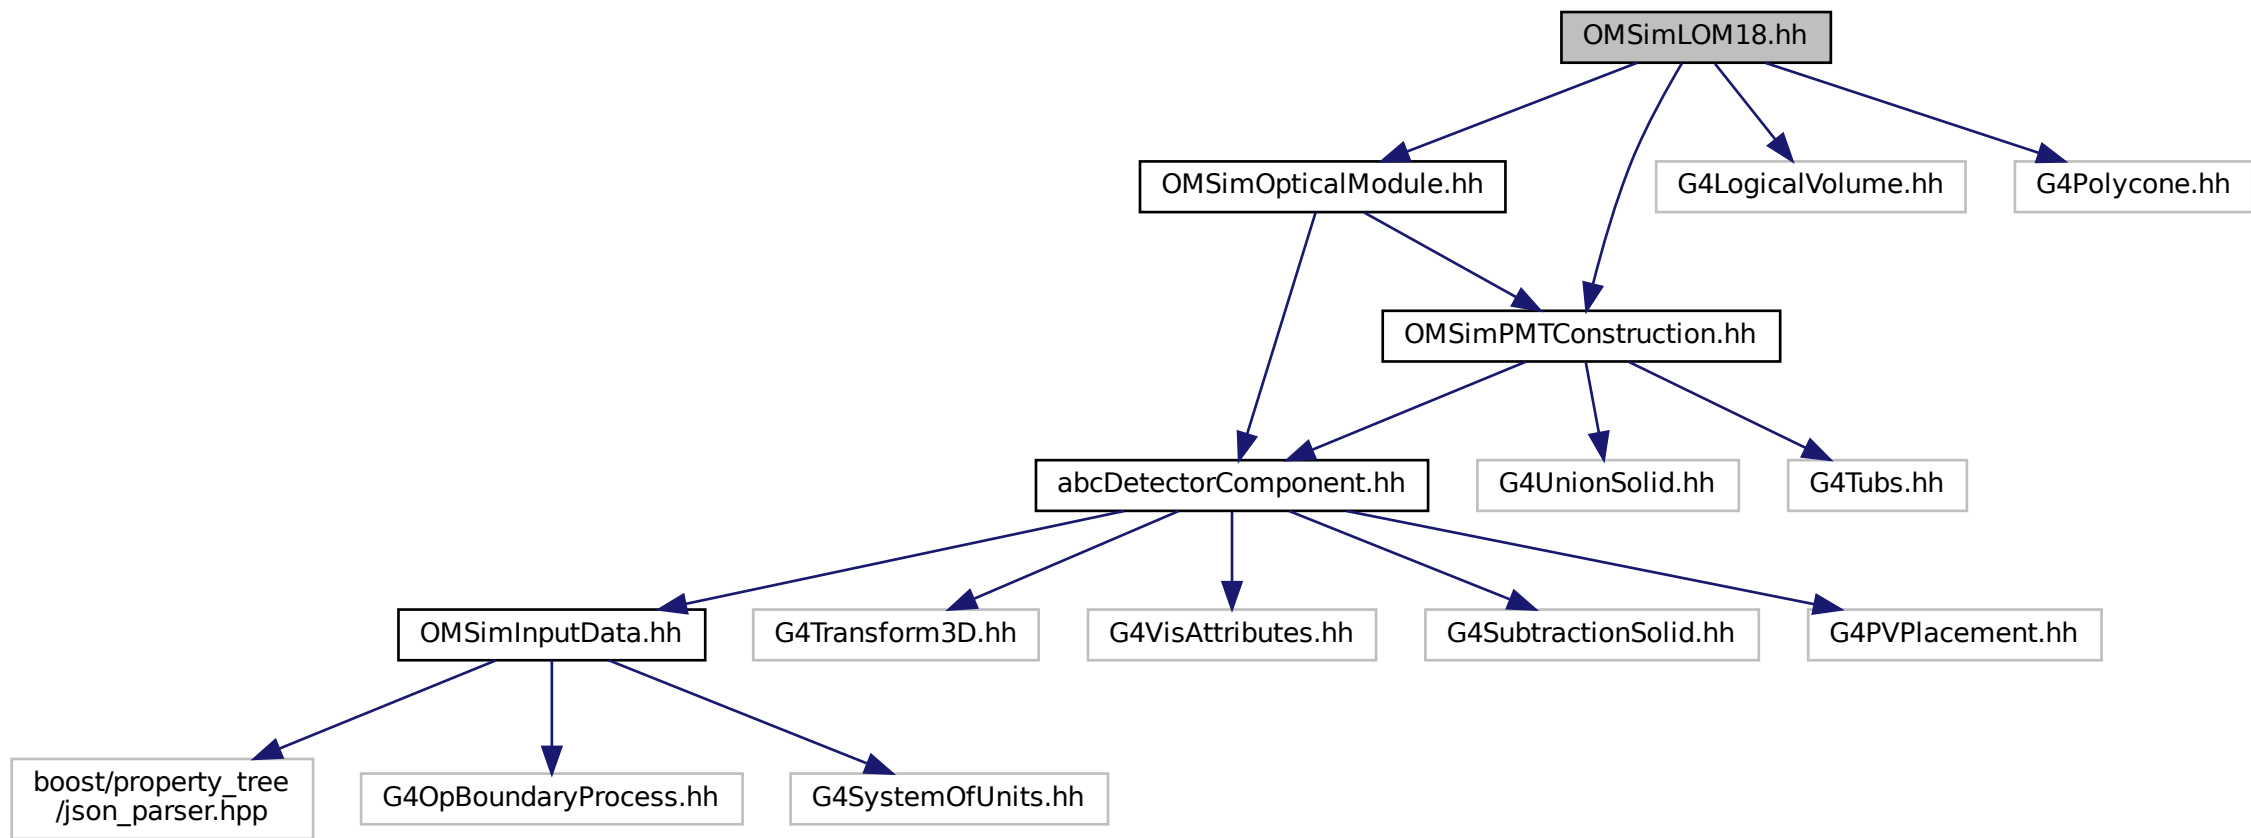 OMSimLOM18.hh
OMSimOpticalModule.hh
G4LogicalVolume.hh
G4Polycone.hh
OMSimPMTConstruction.hh
abcDetectorComponent.hh
G4UnionSolid.hh
G4Tubs.hh
OMSimInputData.hh
G4Transform3D.hh
G4VisAttributes.hh
G4SubtractionSolid.hh
G4PVPlacement.hh
boost/property_tree
/json_parser.hpp
G4OpBoundaryProcess.hh
G4SystemOfUnits.hh